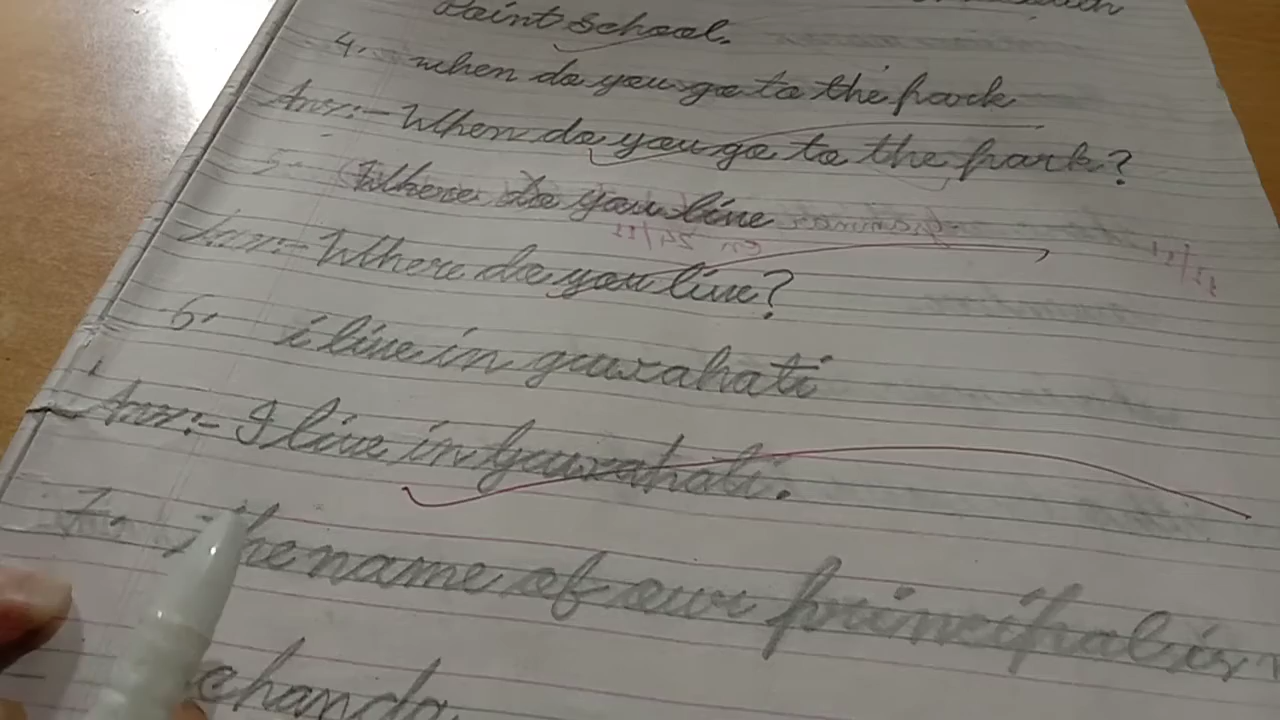 Point school.
4. when do you go to the park
Ans:- When do you go to the park?
5. Where do you live
Ans:- Where do you live?
6. i live in guwahati
Ans:- I live in Guwahati.
7. the name of our principal is
chanda